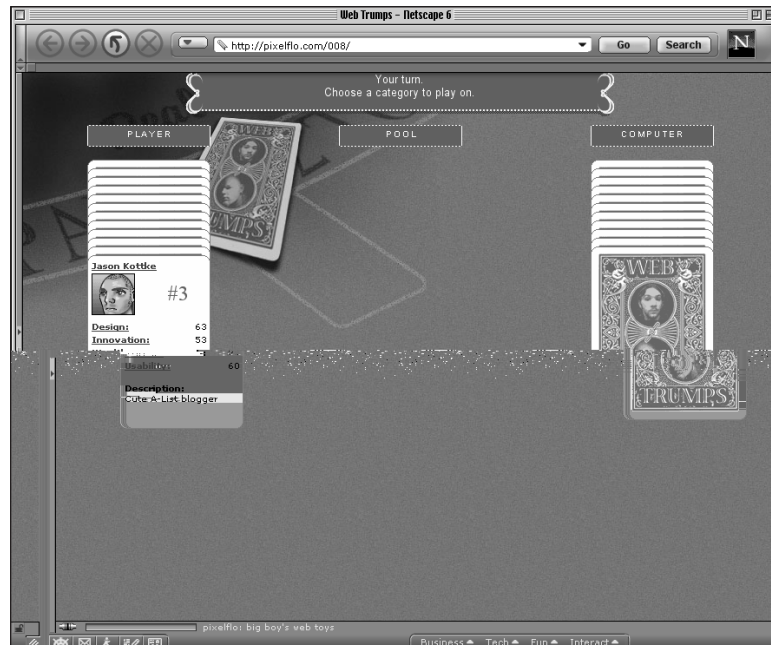 Web Trumps - Netscape 6
http://pixelflo.com/008/
Go
Search
N
Your turn.
Choose a category to play on.
PLAYER
POOL
COMPUTER
WEB
TRUMPS
Jason Kottke
#3
Design: 63
Innovation: 53
WEB
Usability: 60
Description:
Cute A-List blogger
TRUMPS
pixelflo: big boy's web toys
Business
Tech
Fun
Interact